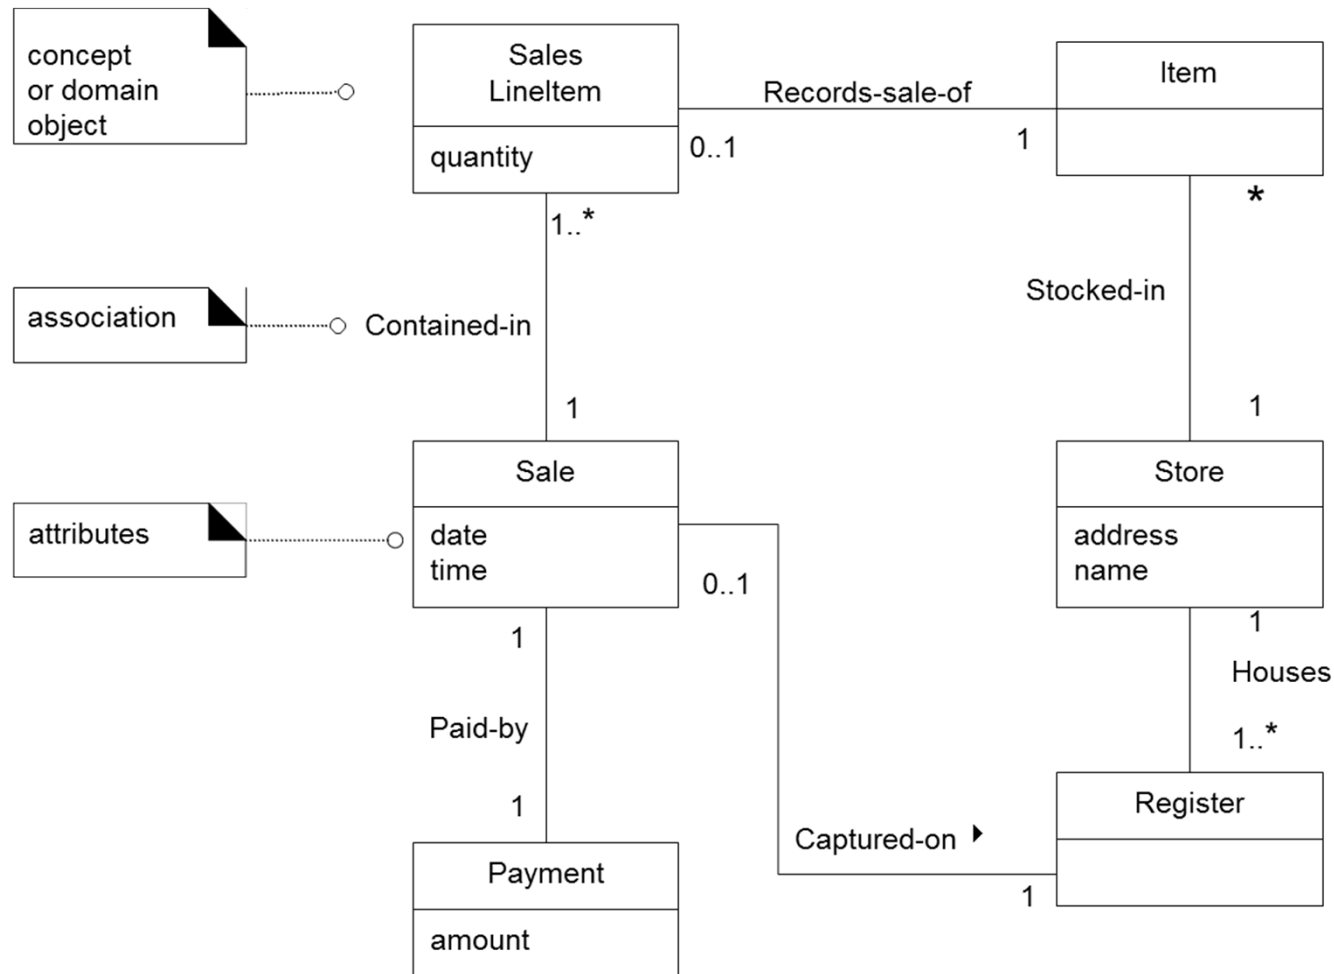 concept
or domain
object
Sales
LineItem
quantity
Records-sale-of
0..1
1
Item
1..*
*
Stocked-in
association
Contained-in
1
1
Sale
date
time
Store
address
name
attributes
0..1
1
1
Houses
Paid-by
1..*
1
Captured-on
1
Register
Payment
amount